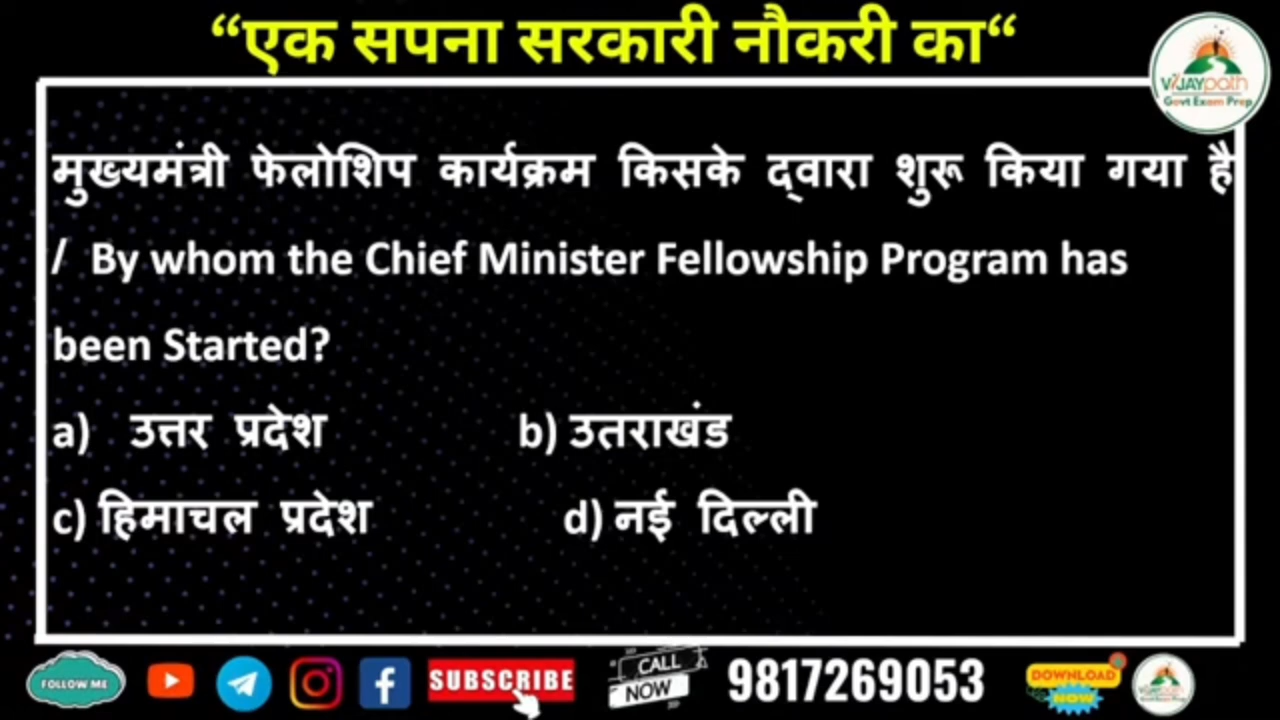 “एक सपना सरकारी नौकरी का“
VIJAYpath
Govt Exam Prep
मुख्यमंत्री फेलोशिप कार्यक्रम किसके द्वारा शुरू किया गया है
/ By whom the Chief Minister Fellowship Program has
been Started?
a) उत्तर प्रदेश b) उतराखंड
c) हिमाचल प्रदेश d) नई दिल्ली
FOLLOW ME SUBSCRIBE CALL NOW 9817269053 DOWNLOAD NOW VIJAYpath